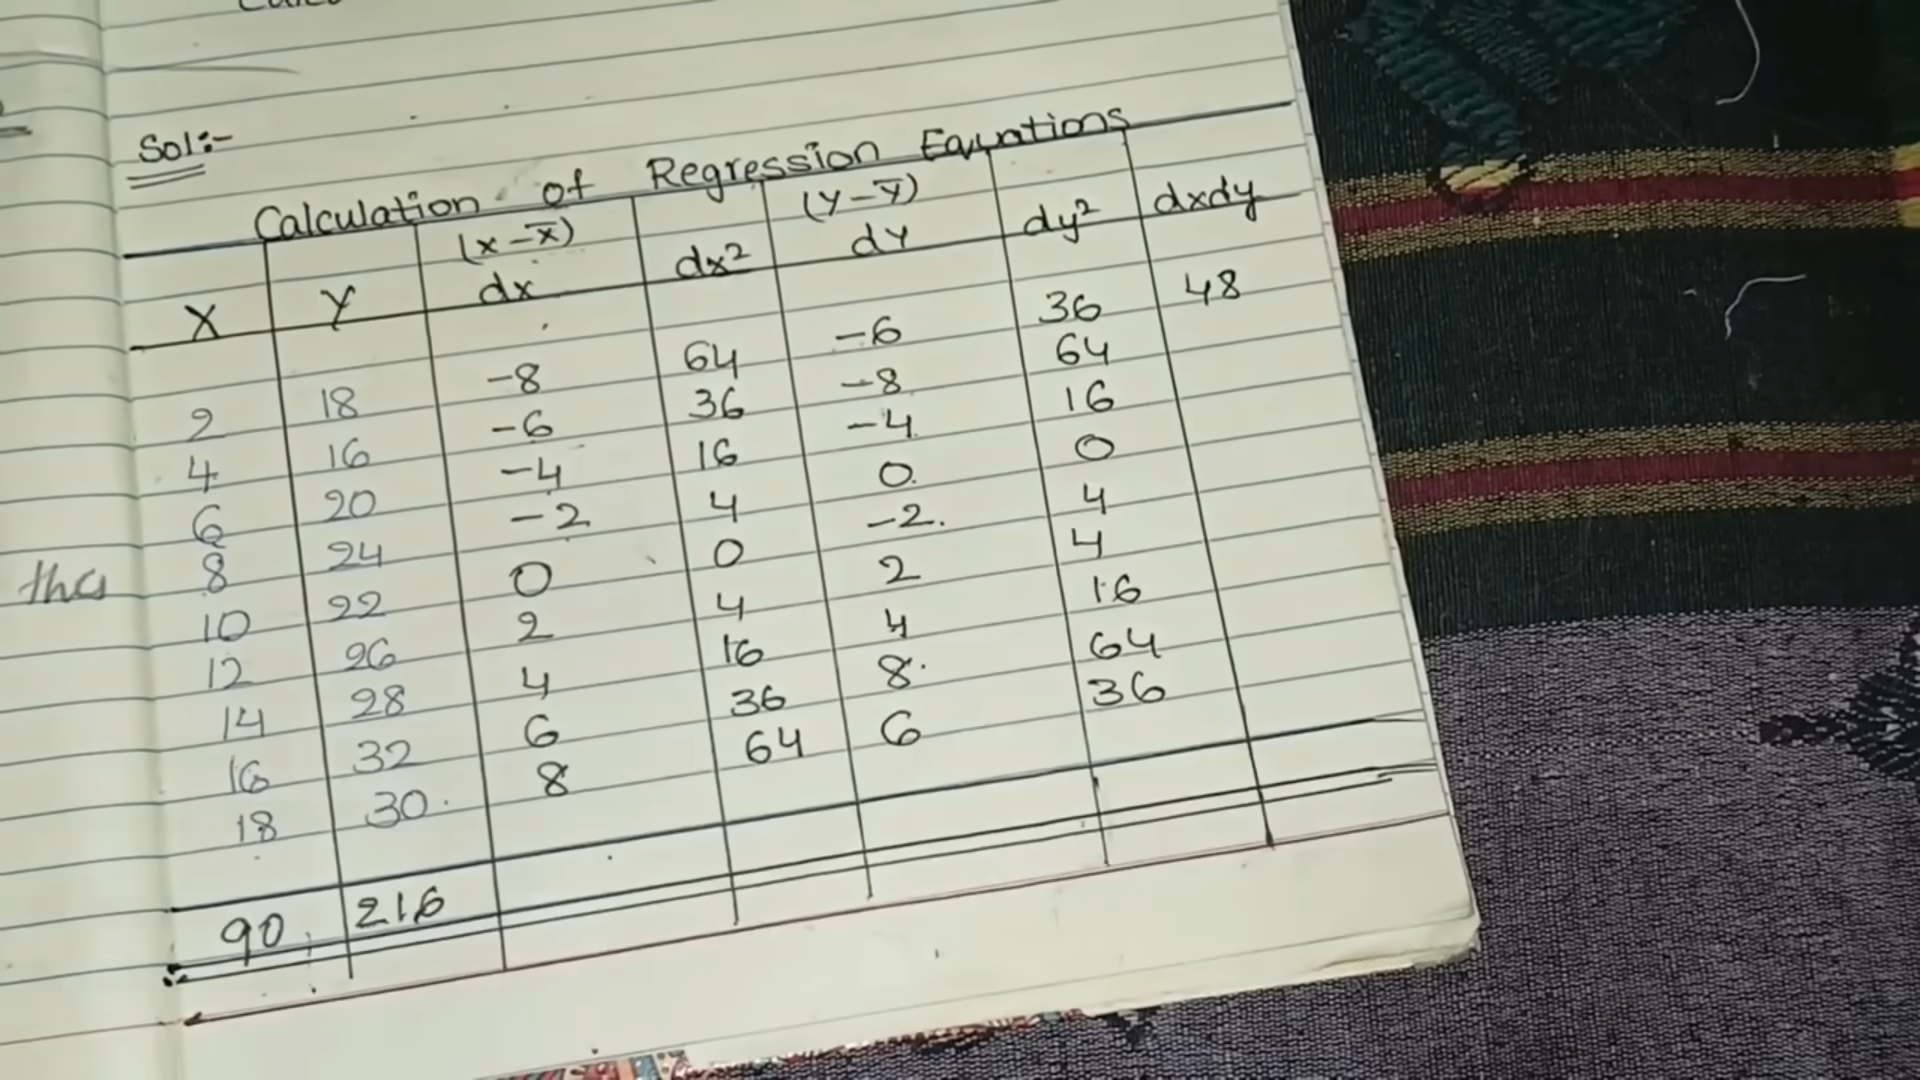 Sol:-
Calculation of Regression Equations
X Y (x-x̅) dx dx² (y-y̅) dy dy² dxdy
2 18 -8 64 -6 36 48
4 16 -6 36 -8 64
6 20 -4 16 -4 16
8 24 -2 4 0 0
10 22 0 0 -2 4
12 26 2 4 2 4
14 28 4 16 4 16
16 32 6 36 8 64
18 30 8 64 6 36
90 216
thes